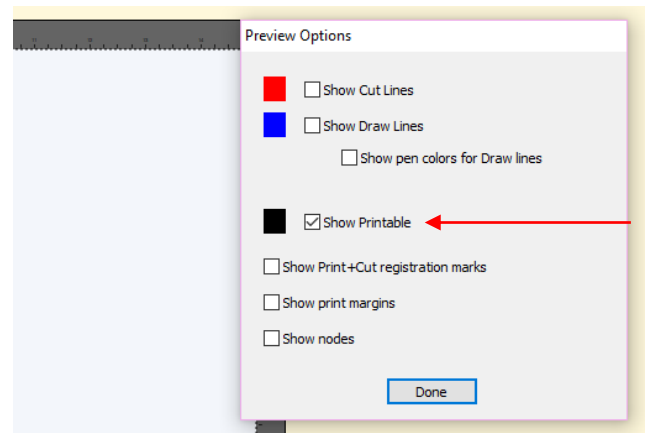 Preview Options
Show Cut Lines
Show Draw Lines
Show pen colors for Draw lines
Show Printable
Show Print+Cut registration marks
Show print margins
Show nodes
Done